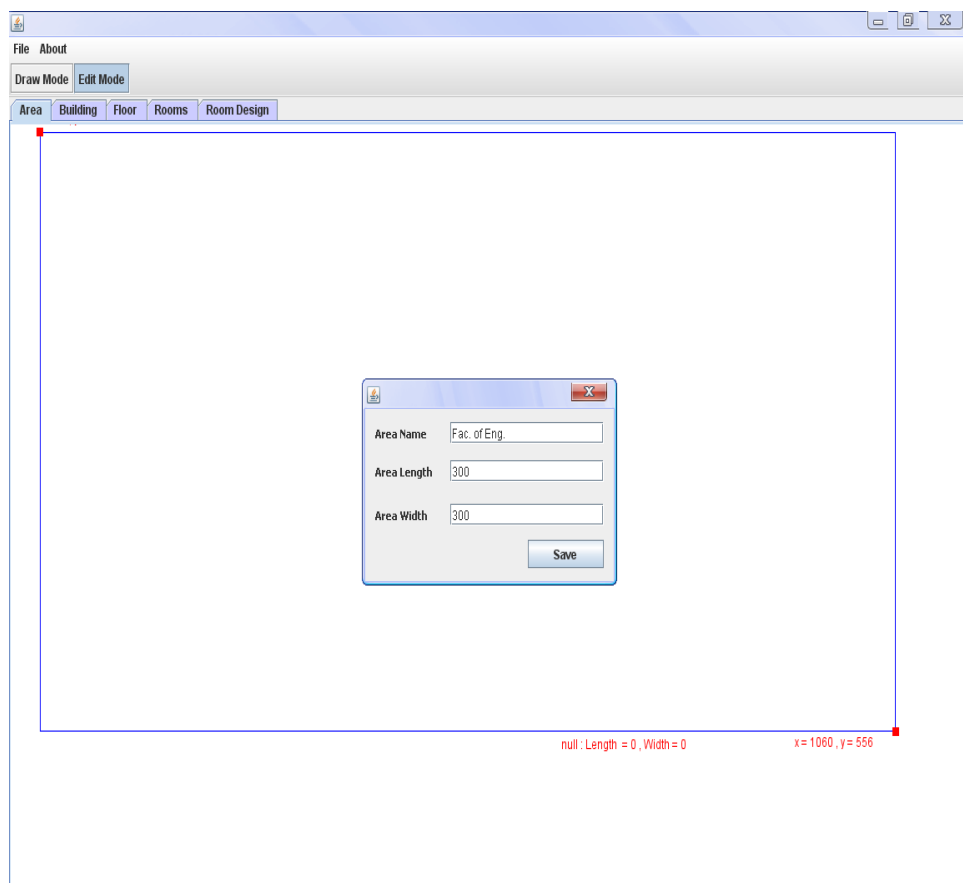 File About
Draw Mode Edit Mode
Area Building Floor Rooms Room Design
Area Name Fac. of Eng.
Area Length 300
Area Width 300
Save
null : Length = 0 , Width = 0 x = 1060 , y = 556